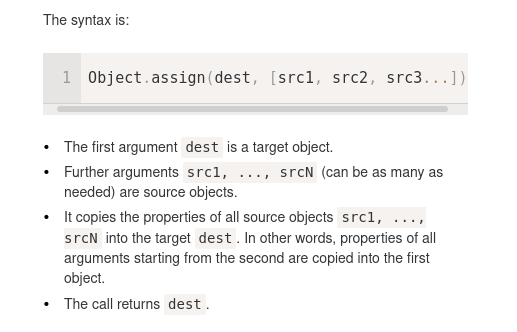 The syntax is:
1 Object.assign(dest, [src1, src2, src3...])
• The first argument dest is a target object.
• Further arguments src1, ..., srcN (can be as many as
needed) are source objects.
• It copies the properties of all source objects src1, ...,
srcN into the target dest. In other words, properties of all
arguments starting from the second are copied into the first
object.
• The call returns dest.